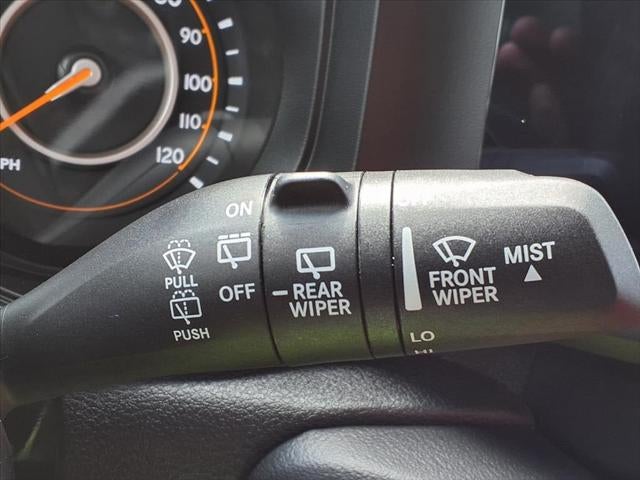 90
100
110
120
PH
ON
OFF
PULL
PUSH
REAR
WIPER
FRONT
WIPER
MIST
LO